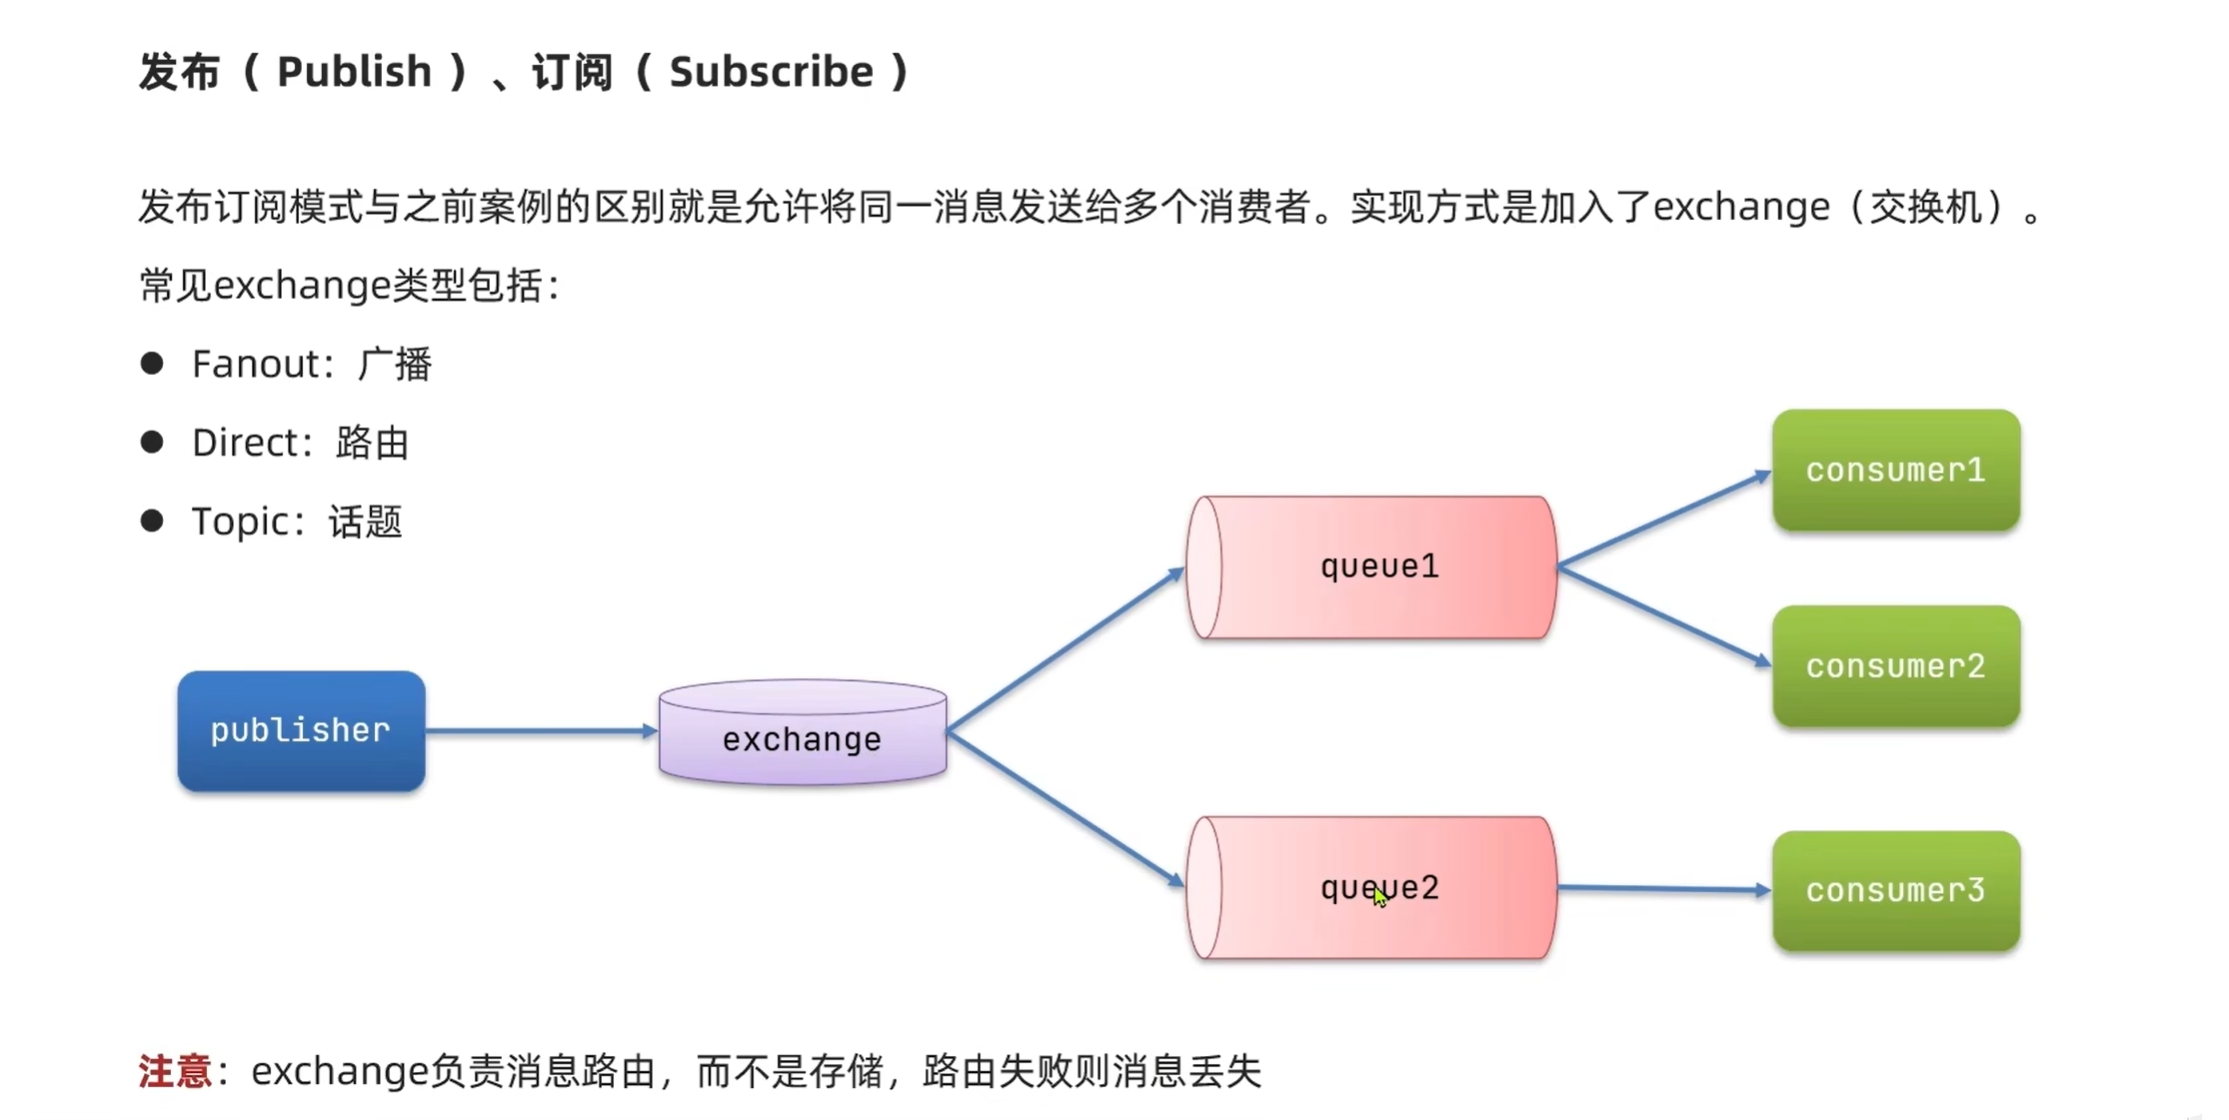 发布（ Publish ）、订阅（ Subscribe ）
发布订阅模式与之前案例的区别就是允许将同一消息发送给多个消费者。实现方式是加入了exchange（交换机）。
常见exchange类型包括：
● Fanout：广播
● Direct：路由
● Topic：话题
consumer1
queue1
consumer2
publisher
exchange
queue2
consumer3
注意：exchange负责消息路由，而不是存储，路由失败则消息丢失